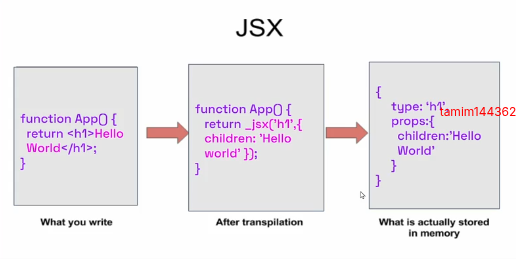 JSX
function App() {
return <h1>Hello
World</h1>;
}
What you write
function App() {
return _jsx('h1',{
children: 'Hello
world' });
}
After transpilation
{
type: 'h1',
props:{
children:'Hello
World'
}
}
What is actually stored
in memory
tamim144362